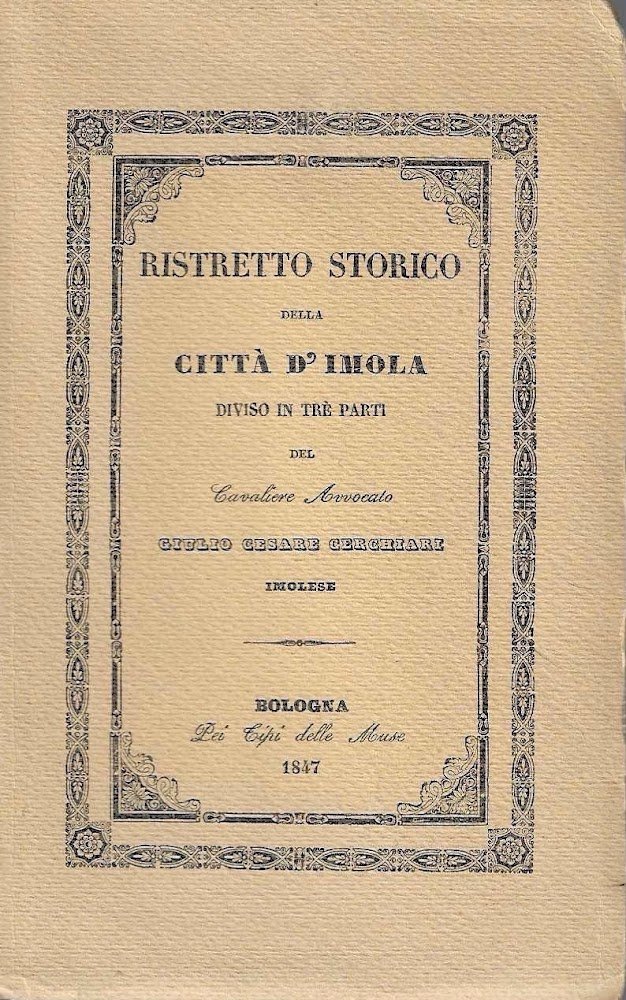 RISTRETTO STORICO
DELLA
CITTÀ D' IMOLA
DIVISO IN TRÈ PARTI
DEL
Cavaliere Avvocato
GIULIO CESARE CERCHIARI
IMOLESE
BOLOGNA
Pei Tipi delle Muse
1847